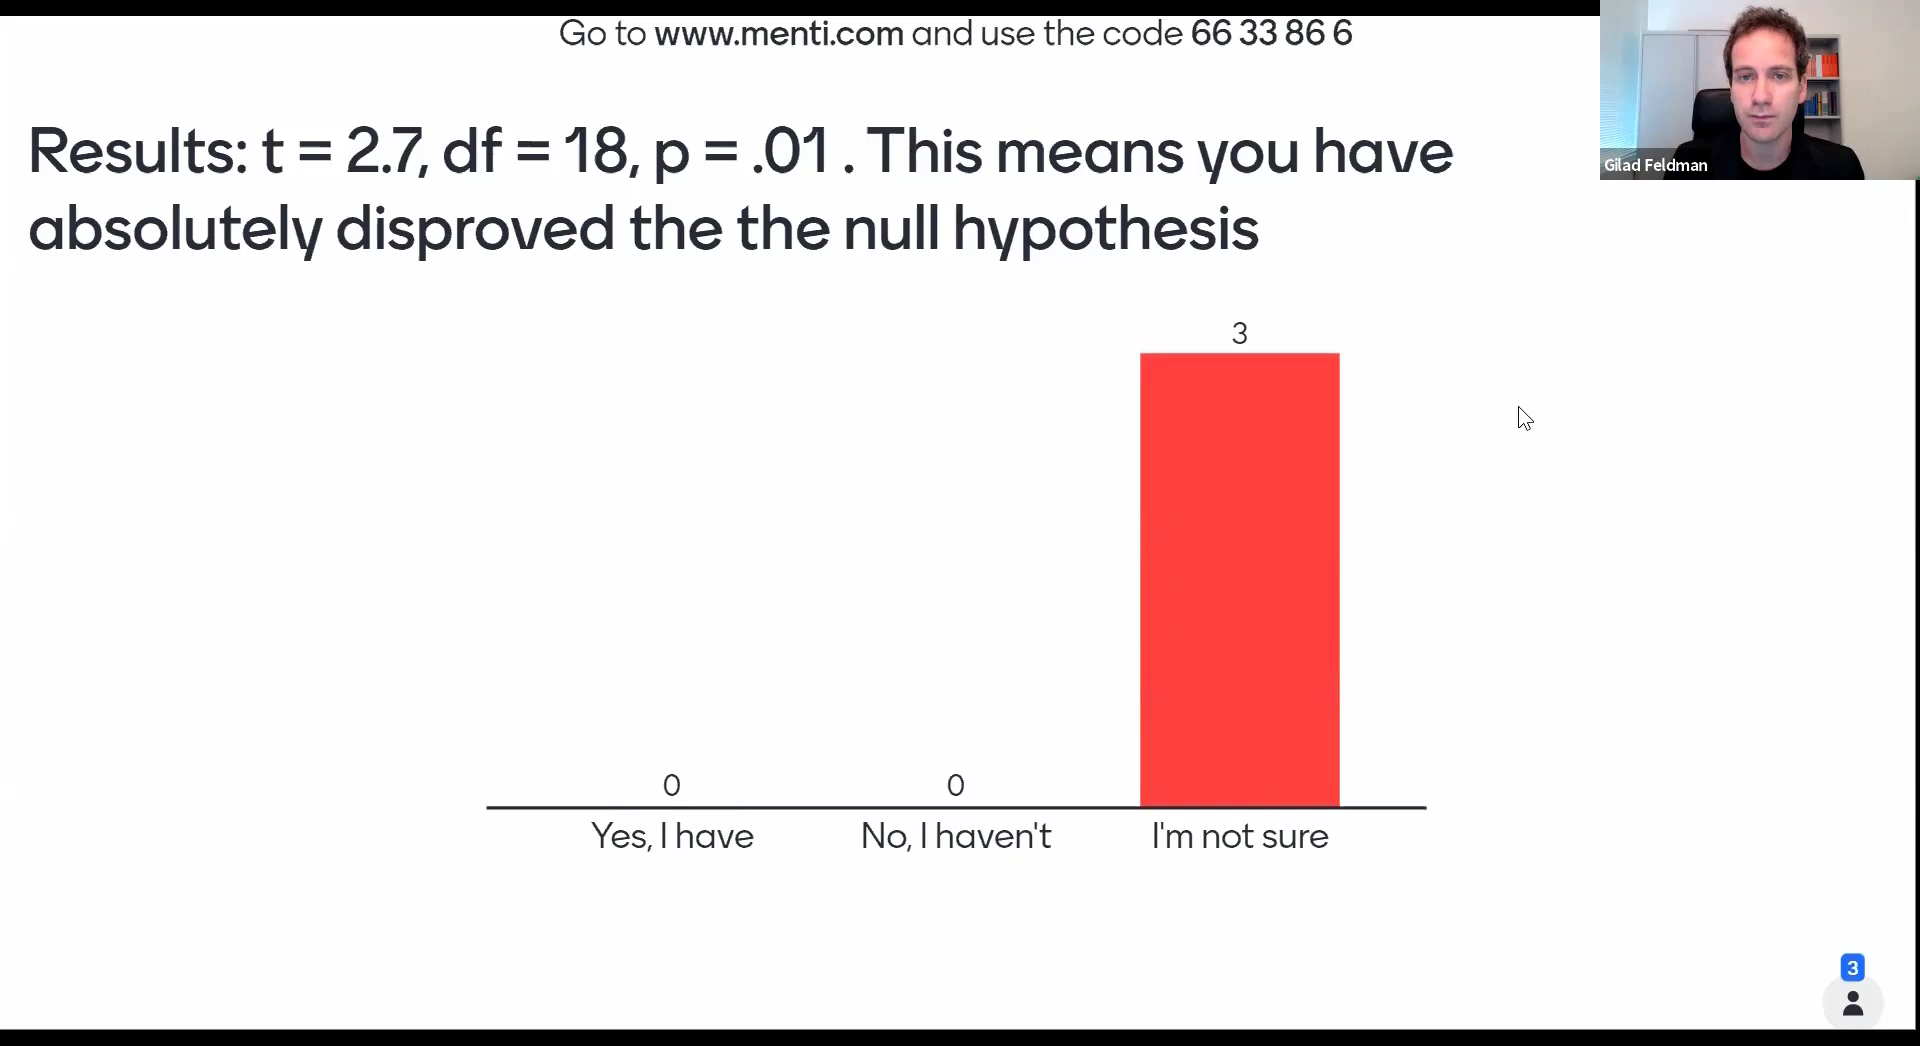 Go to www.menti.com and use the code 66 33 86 6
Results: t = 2.7, df = 18, p = .01 . This means you have
absolutely disproved the the null hypothesis
Gilad Feldman
3
0
0
Yes, I have
No, I haven't
I'm not sure
3